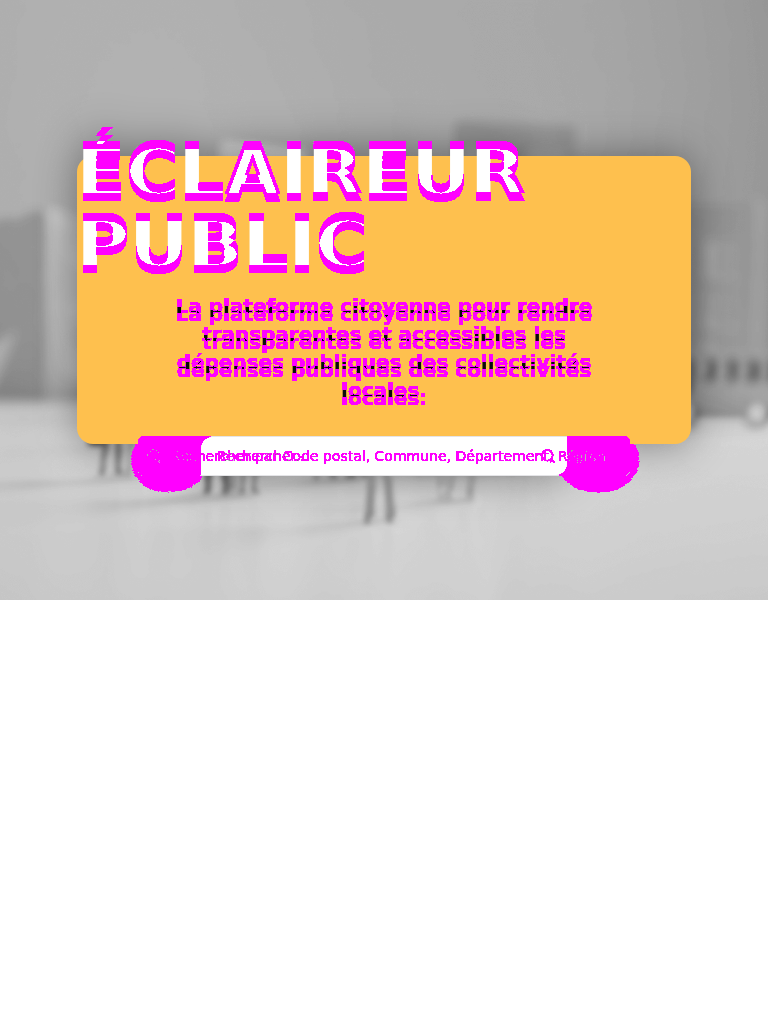 ÉCLAIREUR
PUBLIC
La plateforme citoyenne pour rendre
transparentes et accessibles les
dépenses publiques des collectivités
locales.
Code postal, Commune, Département, Région